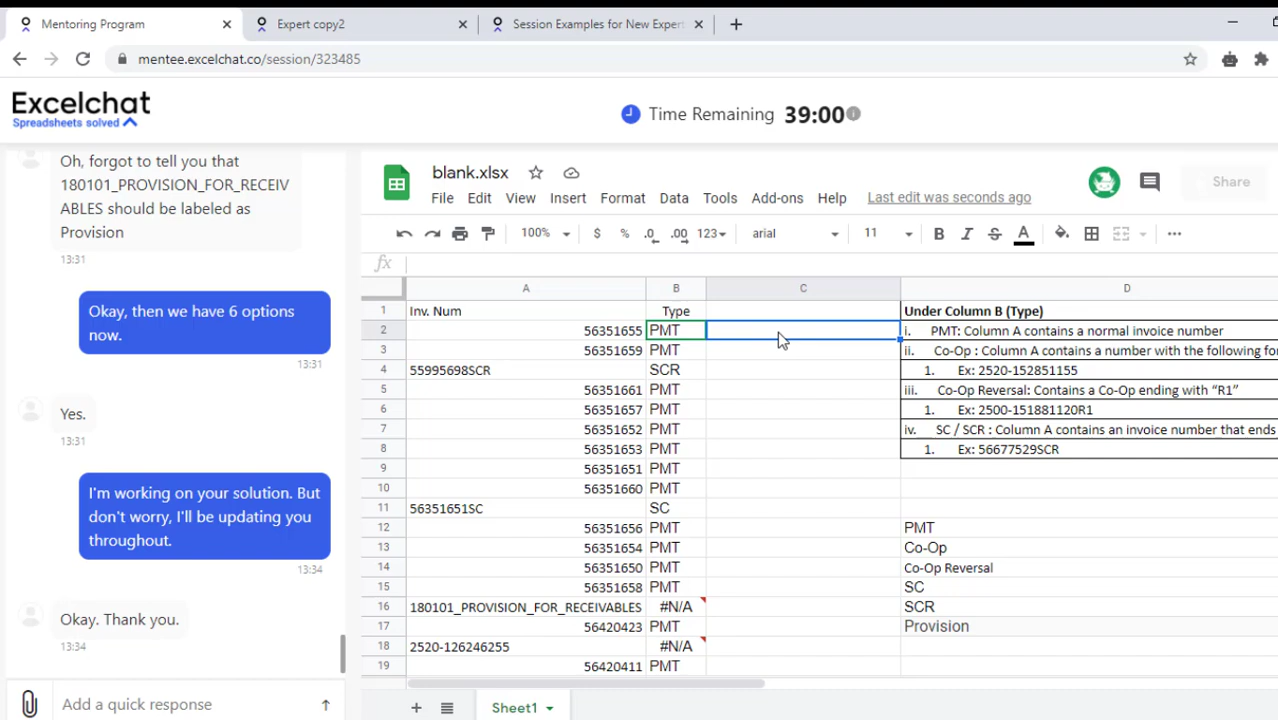 Mentoring Program
Expert copy2
Session Examples for New Expert
mentee.excelchat.co/session/323485
Excelchat
Spreadsheets solved
Time Remaining 39:00
Oh, forgot to tell you that
180101_PROVISION_FOR_RECEIV
ABLES should be labeled as
Provision
13:31
Okay, then we have 6 options
now.
13:31
Yes.
13:31
I'm working on your solution. But
don't worry, I'll be updating you
throughout.
13:34
Okay. Thank you.
13:34
Add a quick response
blank.xlsx
File Edit View Insert Format Data Tools Add-ons Help Last edit was seconds ago
Share
100% $ % .0 .00 123 arial 11 B I S A
fx
A B C D
1 Inv. Num Type Under Column B (Type)
2 56351655 PMT i. PMT: Column A contains a normal invoice number
3 56351659 PMT ii. Co-Op : Column A contains a number with the following fo
4 55995698SCR SCR 1. Ex: 2520-152851155
5 56351661 PMT iii. Co-Op Reversal: Contains a Co-Op ending with “R1”
6 56351657 PMT 1. Ex: 2500-151881120R1
7 56351652 PMT iv. SC / SCR : Column A contains an invoice number that ends
8 56351653 PMT 1. Ex: 56677529SCR
9 56351651 PMT
10 56351660 PMT
11 56351651SC SC
12 56351656 PMT PMT
13 56351654 PMT Co-Op
14 56351650 PMT Co-Op Reversal
15 56351658 PMT SC
16 180101_PROVISION_FOR_RECEIVABLES #N/A SCR
17 56420423 PMT Provision
18 2520-126246255 #N/A
19 56420411 PMT
Sheet1